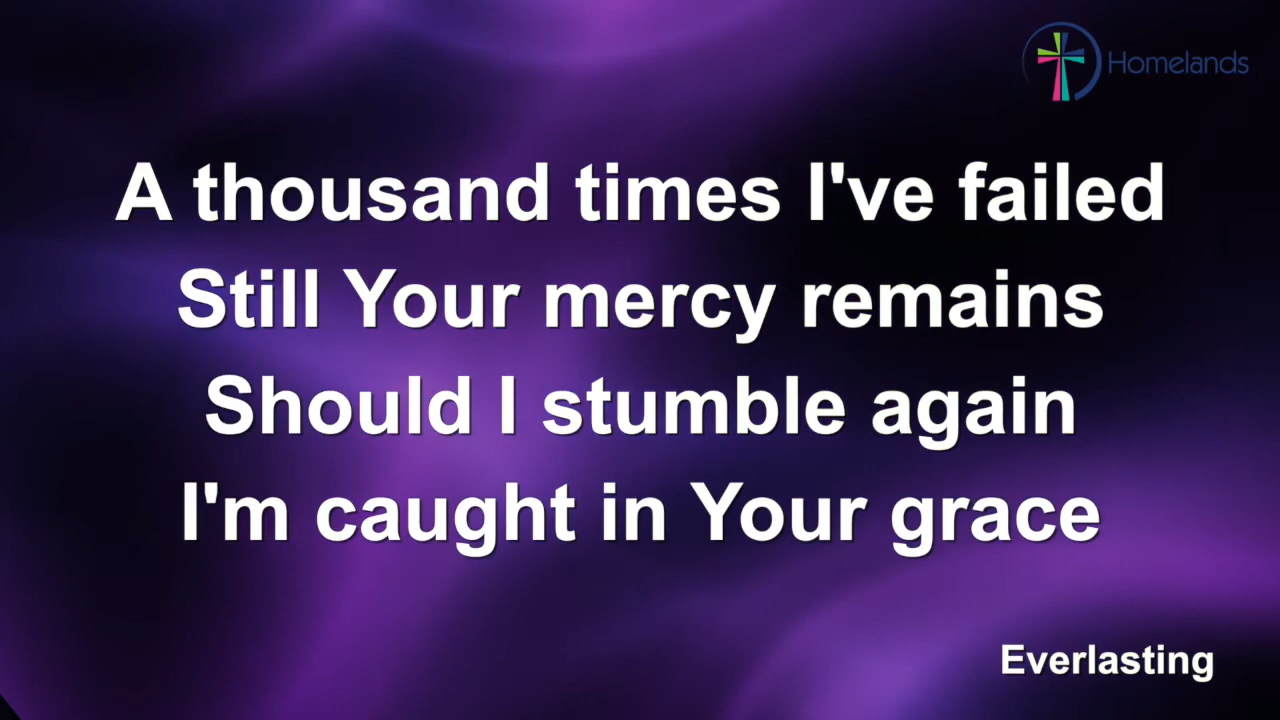 Homelands
A thousand times I've failed
Still Your mercy remains
Should I stumble again
I'm caught in Your grace
Everlasting